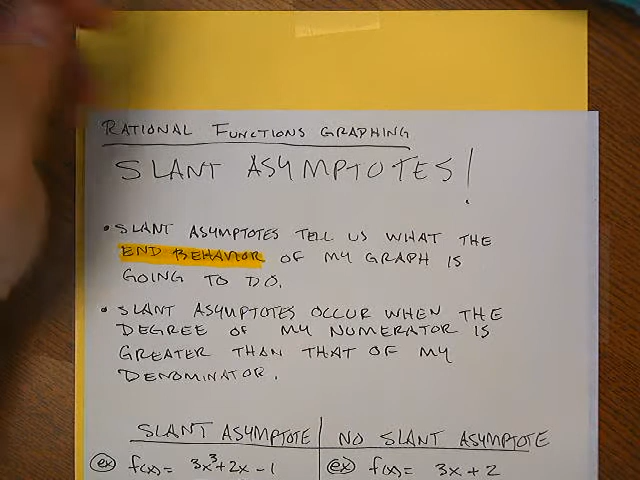 RATIONAL FUNCTIONS GRAPHING
SLANT ASYMPTOTES!
• SLANT ASYMPTOTES TELL US WHAT THE
END BEHAVIOR OF MY GRAPH IS
GOING TO DO.
• SLANT ASYMPTOTES OCCUR WHEN THE
DEGREE OF MY NUMERATOR IS
GREATER THAN THAT OF MY
DENOMINATOR.
SLANT ASYMPTOTE
NO SLANT ASYMPTOTE
ex f(x) = 3x³+2x-1
ex f(x) = 3x+2